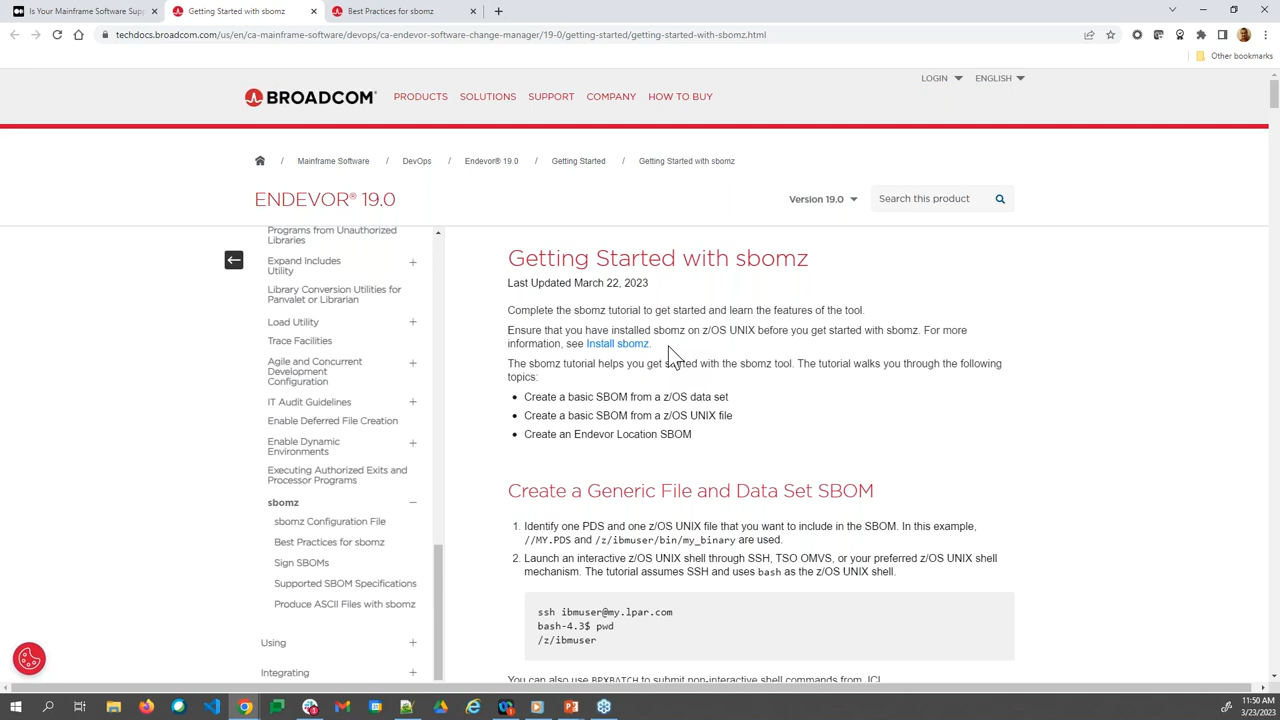 Is Your Mainframe Software Supp
Getting Started with sbomz
Best Practices for sbomz
techdocs.broadcom.com/us/en/ca-mainframe-software/devops/ca-endevor-software-change-manager/19-0/getting-started/getting-started-with-sbomz.html
Other bookmarks
LOGIN
ENGLISH
BROADCOM
PRODUCTS
SOLUTIONS
SUPPORT
COMPANY
HOW TO BUY
/ Mainframe Software / DevOps / Endevor® 19.0 / Getting Started / Getting Started with sbomz
ENDEVOR® 19.0
Version 19.0
Search this product
Programs from Unauthorized
Libraries
Expand Includes
Utility
Library Conversion Utilities for
Panvalet or Librarian
Load Utility
Trace Facilities
Agile and Concurrent
Development
Configuration
IT Audit Guidelines
Enable Deferred File Creation
Enable Dynamic
Environments
Executing Authorized Exits and
Processor Programs
sbomz
sbomz Configuration File
Best Practices for sbomz
Sign SBOMs
Supported SBOM Specifications
Produce ASCII Files with sbomz
Using
Integrating
Getting Started with sbomz
Last Updated March 22, 2023
Complete the sbomz tutorial to get started and learn the features of the tool.
Ensure that you have installed sbomz on z/OS UNIX before you get started with sbomz. For more
information, see Install sbomz.
The sbomz tutorial helps you get started with the sbomz tool. The tutorial walks you through the following
topics:
• Create a basic SBOM from a z/OS data set
• Create a basic SBOM from a z/OS UNIX file
• Create an Endevor Location SBOM
Create a Generic File and Data Set SBOM
1. Identify one PDS and one z/OS UNIX file that you want to include in the SBOM. In this example,
//MY.PDS and /z/ibmuser/bin/my_binary are used.
2. Launch an interactive z/OS UNIX shell through SSH, TSO OMVS, or your preferred z/OS UNIX shell
mechanism. The tutorial assumes SSH and uses bash as the z/OS UNIX shell.
ssh ibmuser@my.lpar.com
bash-4.3$ pwd
/z/ibmuser
You can also use BPXBATCH to submit non-interactive shell commands from JCL
11:50 AM
3/23/2023